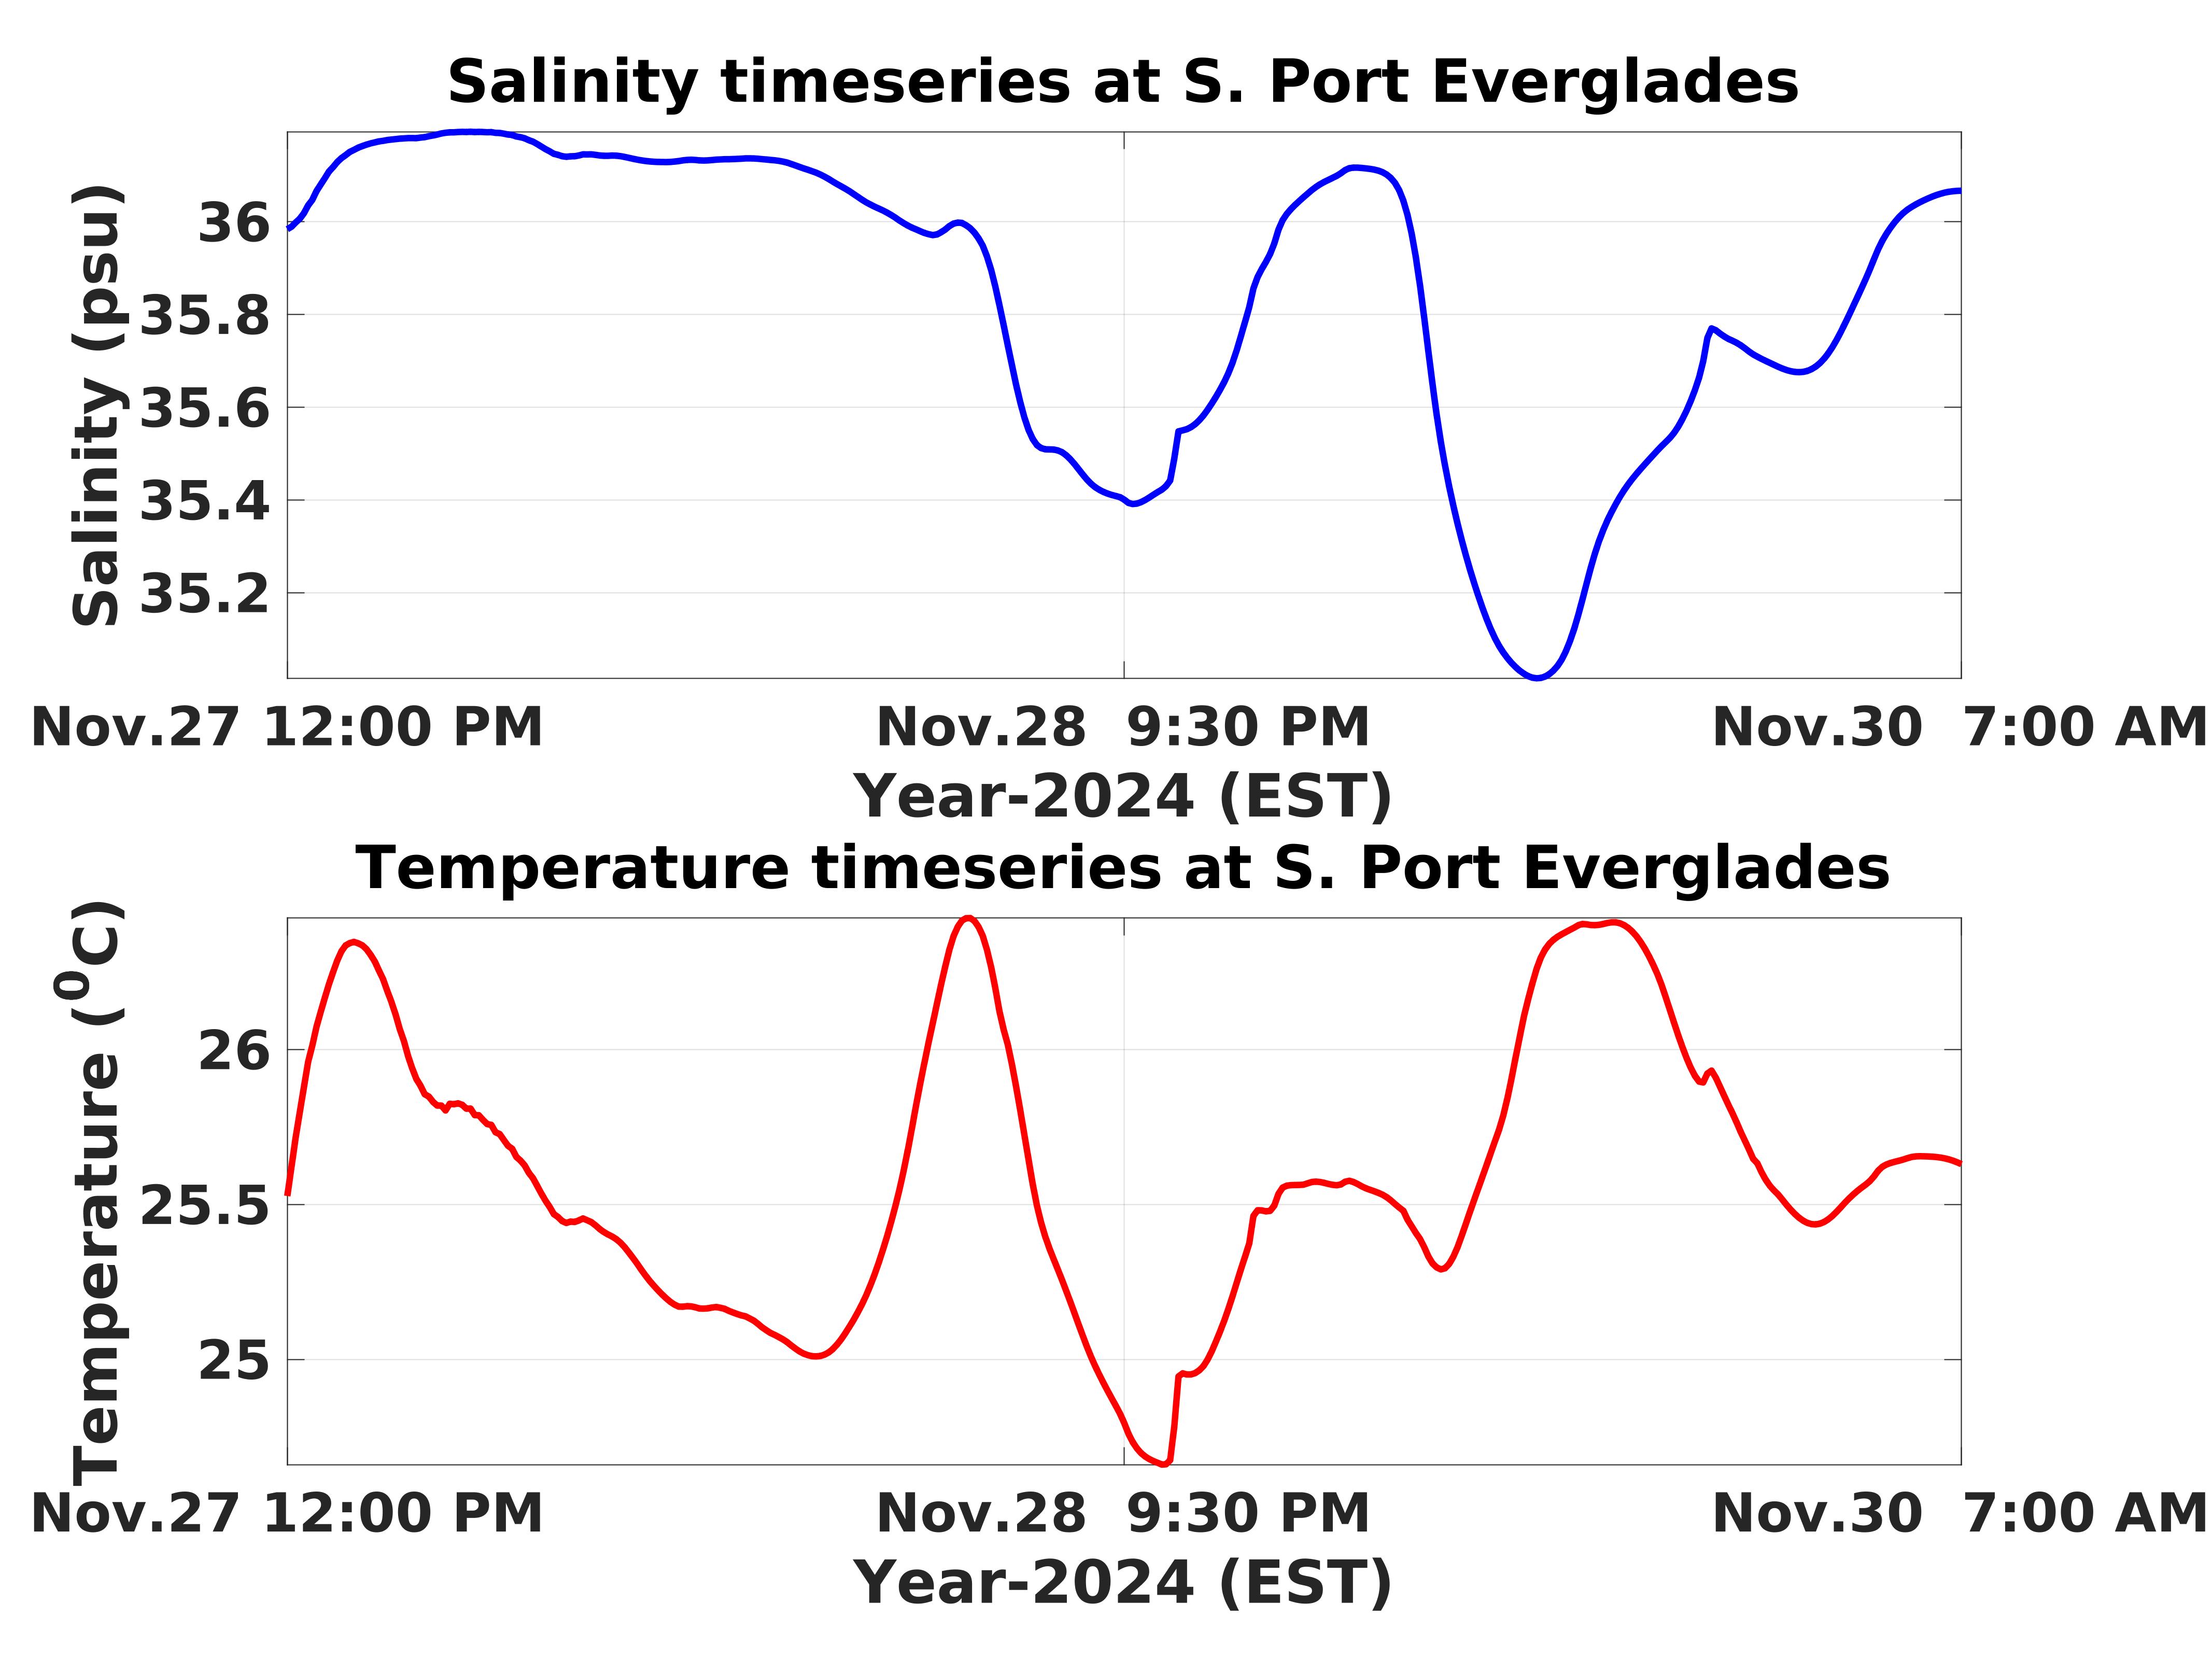 Salinity timeseries at S. Port Everglades
Salinity (psu)
36
35.8
35.6
35.4
35.2
Nov.27 12:00 PM
Nov.28  9:30 PM
Nov.30  7:00 AM
Year-2024 (EST)
Temperature timeseries at S. Port Everglades
Temperature (⁰C)
26
25.5
25
Nov.27 12:00 PM
Nov.28  9:30 PM
Nov.30  7:00 AM
Year-2024 (EST)